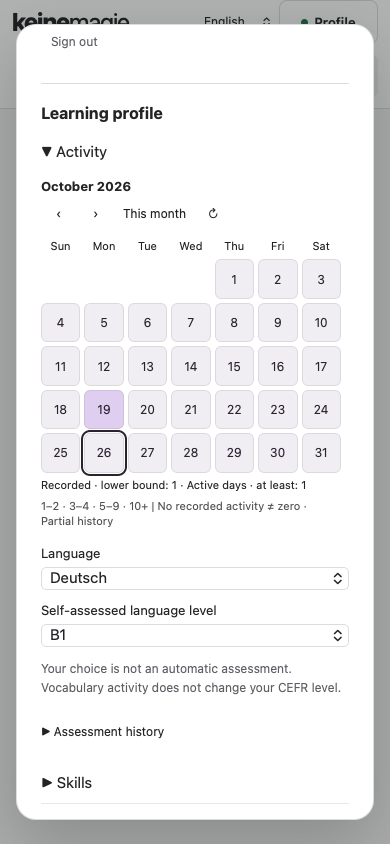 keinemagie English Profile
Sign out
Learning profile
▼ Activity
October 2026
‹ › This month ↻
Sun Mon Tue Wed Thu Fri Sat
1 2 3
4 5 6 7 8 9 10
11 12 13 14 15 16 17
18 19 20 21 22 23 24
25 26 27 28 29 30 31
Recorded · lower bound: 1 · Active days · at least: 1
1–2 · 3–4 · 5–9 · 10+ | No recorded activity ≠ zero ·
Partial history
Language
Deutsch
Self-assessed language level
B1
Your choice is not an automatic assessment.
Vocabulary activity does not change your CEFR level.
▶ Assessment history
▶ Skills